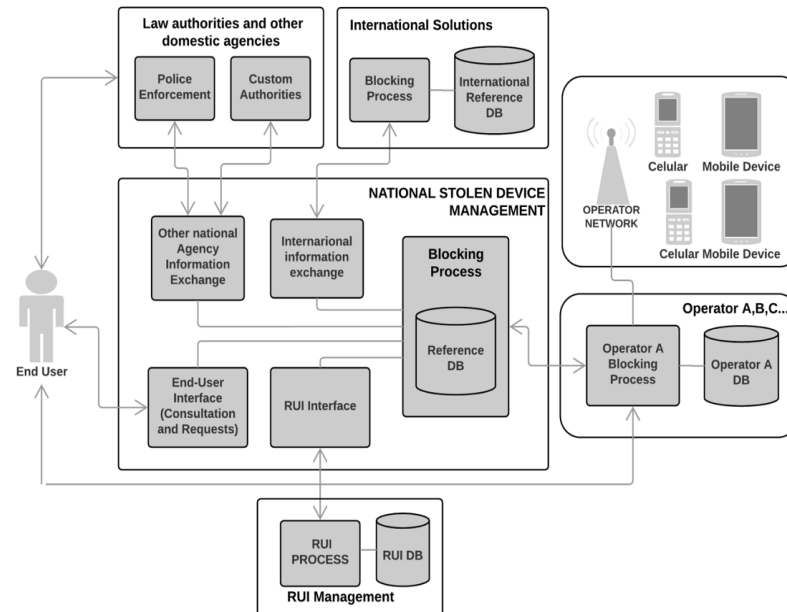 Law authorities and other
domestic agencies
Police
Enforcement
Custom
Authorities
International Solutions
Blocking
Process
International
Reference
DB
Celular
Mobile Device
OPERATOR
NETWORK
Celular
Mobile Device
NATIONAL STOLEN DEVICE
MANAGEMENT
Other national
Agency
Information
Exchange
Internarional
information
exchange
Blocking
Process
Reference
DB
End User
End-User
Interface
(Consultation
and Requests)
RUI Interface
Operator A,B,C...
Operator A
Blocking
Process
Operator A
DB
RUI
PROCESS
RUI DB
RUI Management